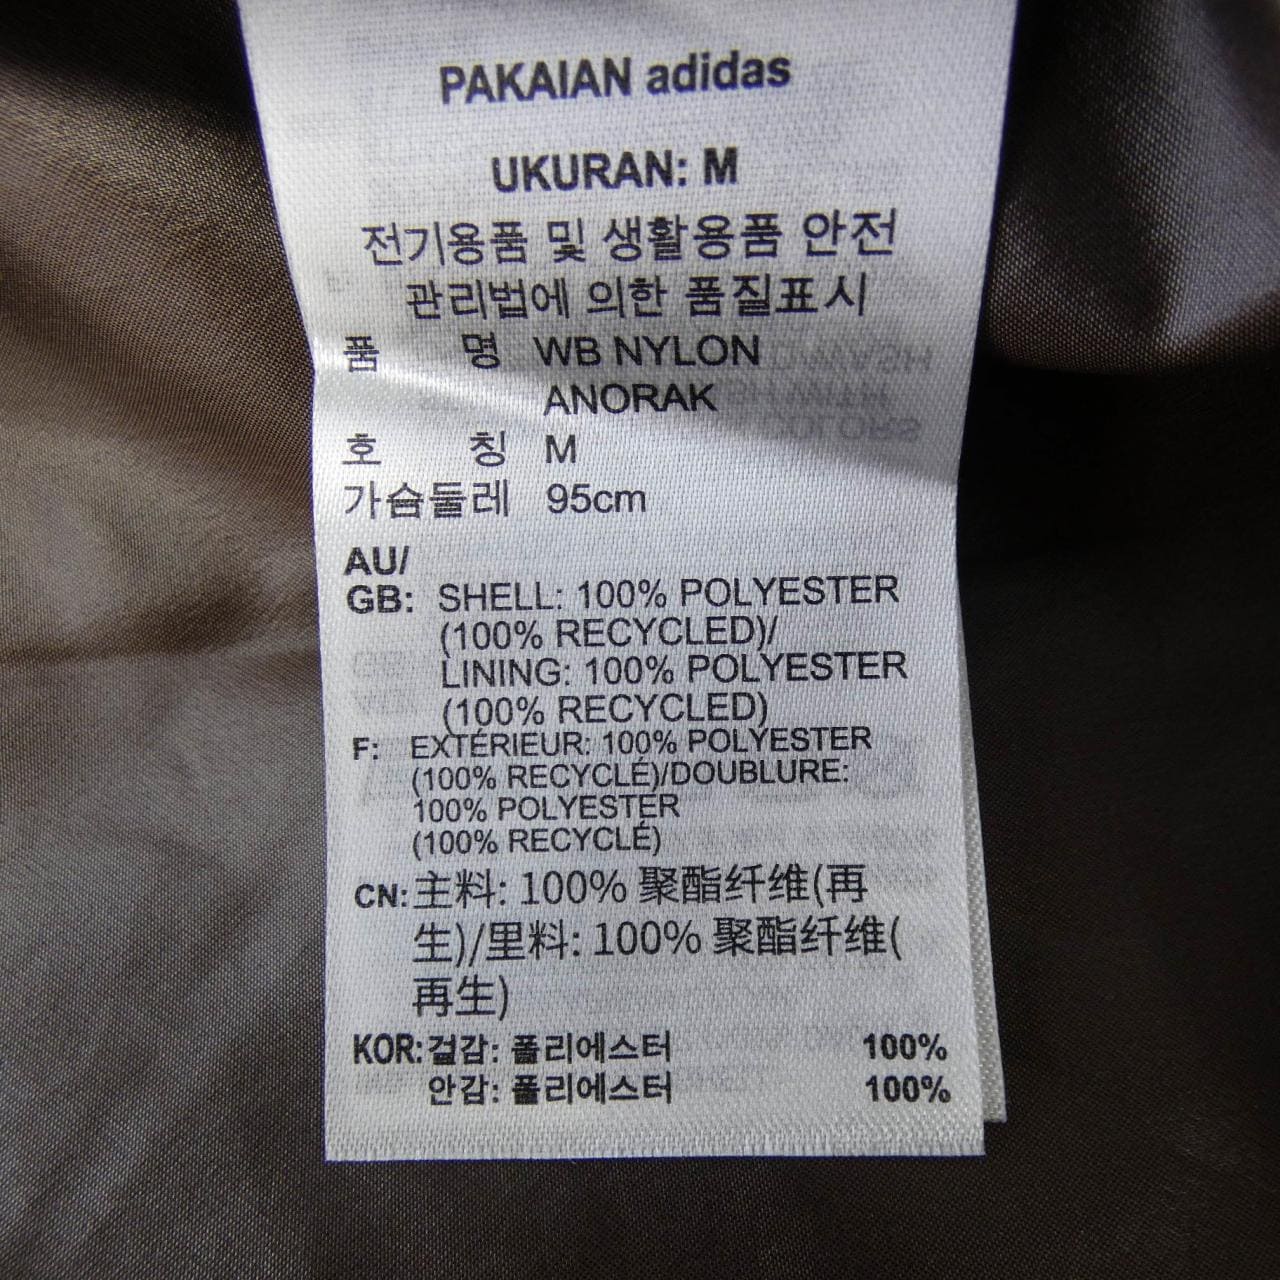 PAKAIAN adidas
UKURAN: M
전기용품 및 생활용품 안전
관리법에 의한 품질표시
품 명 WB NYLON
ANORAK
호 칭 M
가슴둘레 95cm
AU/
GB: SHELL: 100% POLYESTER
(100% RECYCLED)/
LINING: 100% POLYESTER
(100% RECYCLED)
F: EXTÉRIEUR: 100% POLYESTER
(100% RECYCLÉ)/DOUBLURE:
100% POLYESTER
(100% RECYCLÉ)
CN: 主料: 100% 聚酯纤维(再
生)/里料: 100% 聚酯纤维(
再生)
KOR: 겉감: 폴리에스터 100%
안감: 폴리에스터 100%